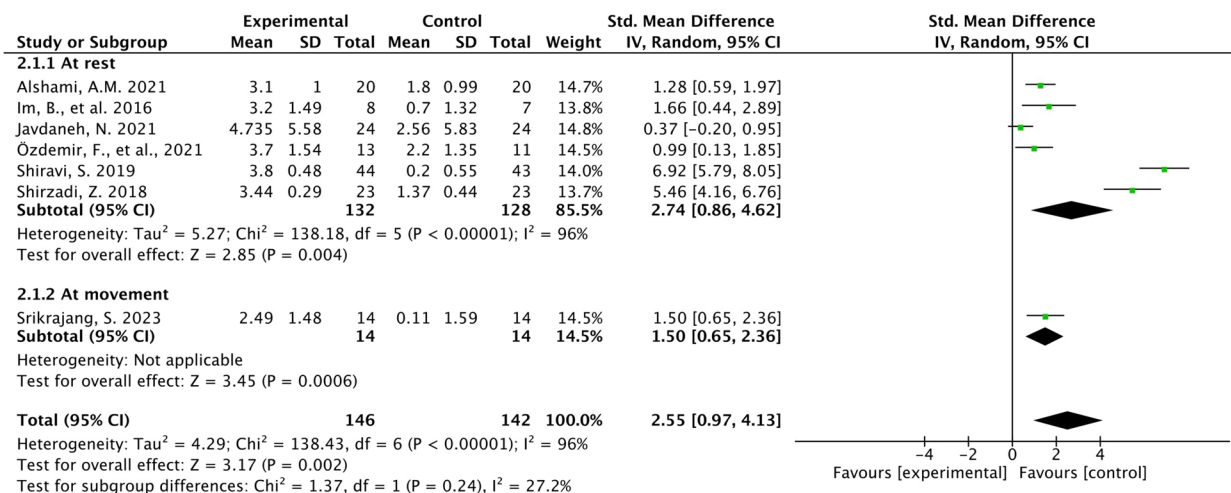 Experimental Control Std. Mean Difference Std. Mean Difference
Study or Subgroup Mean SD Total Mean SD Total Weight IV, Random, 95% CI IV, Random, 95% CI
2.1.1 At rest
Alshami, A.M. 2021 3.1 1 20 1.8 0.99 20 14.7% 1.28 [0.59, 1.97]
Im, B., et al. 2016 3.2 1.49 8 0.7 1.32 7 13.8% 1.66 [0.44, 2.89]
Javdaneh, N. 2021 4.735 5.58 24 2.56 5.83 24 14.8% 0.37 [−0.20, 0.95]
Özdemir, F., et al., 2021 3.7 1.54 13 2.2 1.35 11 14.5% 0.99 [0.13, 1.85]
Shiravi, S. 2019 3.8 0.48 44 0.2 0.55 43 14.0% 6.92 [5.79, 8.05]
Shirzadi, Z. 2018 3.44 0.29 23 1.37 0.44 23 13.7% 5.46 [4.16, 6.76]
Subtotal (95% CI) 132 128 85.5% 2.74 [0.86, 4.62]
Heterogeneity: Tau² = 5.27; Chi² = 138.18, df = 5 (P < 0.00001); I² = 96%
Test for overall effect: Z = 2.85 (P = 0.004)
2.1.2 At movement
Srikrajang, S. 2023 2.49 1.48 14 0.11 1.59 14 14.5% 1.50 [0.65, 2.36]
Subtotal (95% CI) 14 14 14.5% 1.50 [0.65, 2.36]
Heterogeneity: Not applicable
Test for overall effect: Z = 3.45 (P = 0.0006)
Total (95% CI) 146 142 100.0% 2.55 [0.97, 4.13]
Heterogeneity: Tau² = 4.29; Chi² = 138.43, df = 6 (P < 0.00001); I² = 96%
−4 −2 0 2 4
Test for overall effect: Z = 3.17 (P = 0.002)
Favours [experimental] Favours [control]
Test for subgroup differences: Chi² = 1.37, df = 1 (P = 0.24), I² = 27.2%